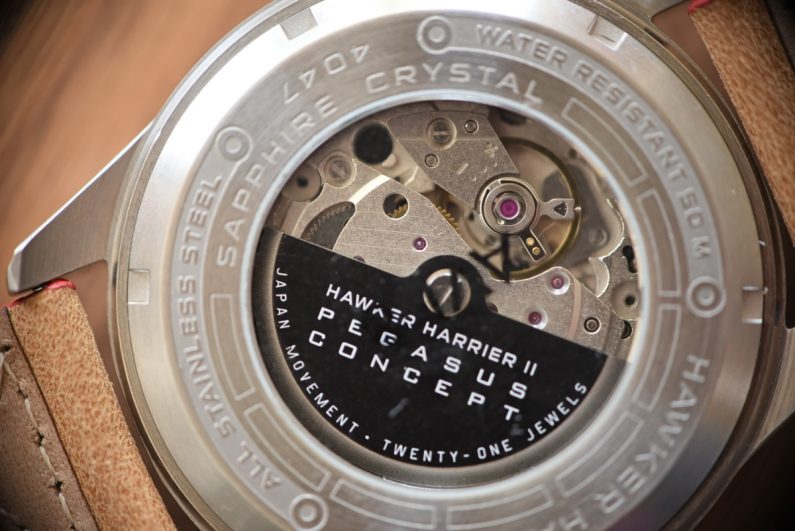 WATER RESISTANT 50 M
HAWKER HA
ALL STAINLESS STEEL
SAPPHIRE CRYSTAL
4047
HAWKER HARRIER II
PEGASUS
CONCEPT
JAPAN MOVEMENT • TWENTY-ONE JEWELS
+
-